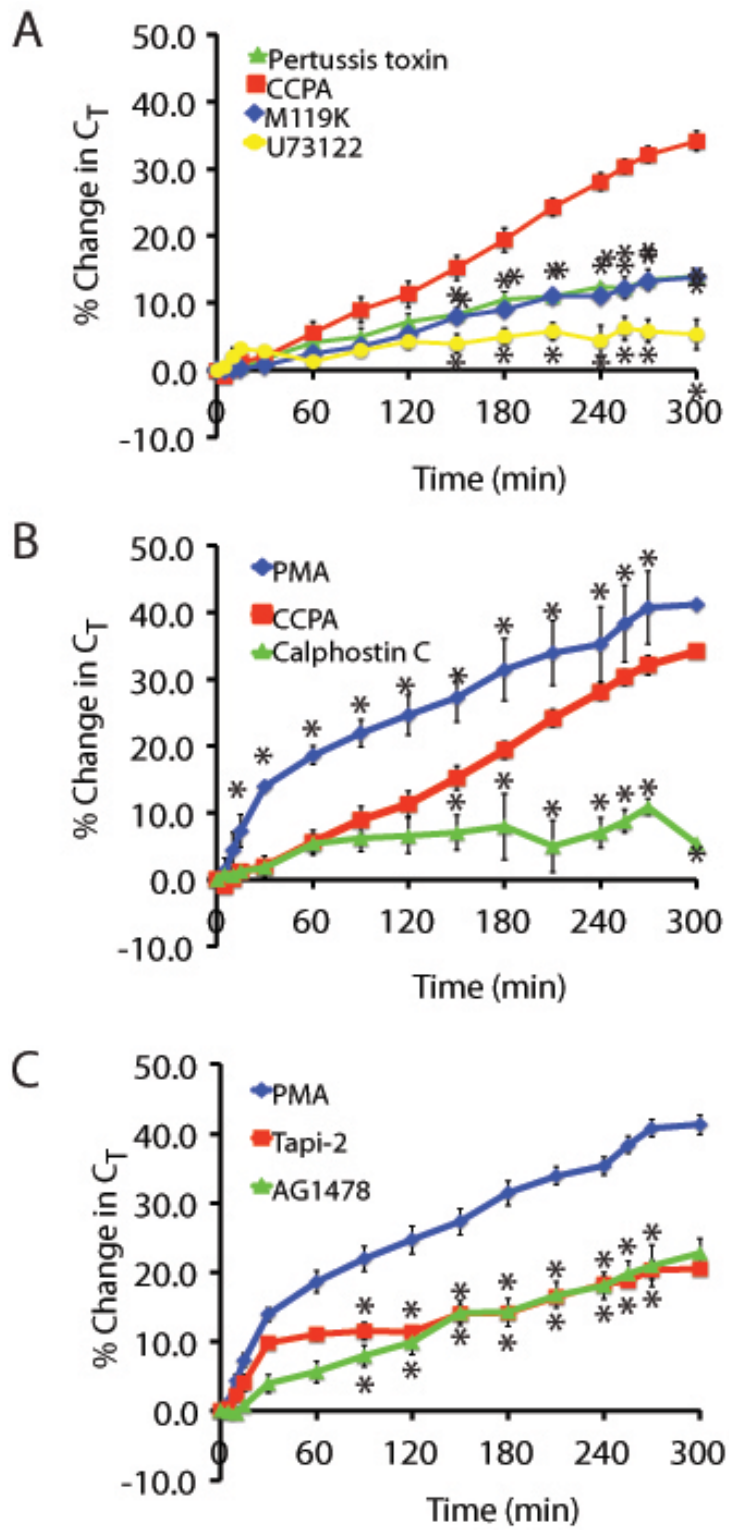 A
50.0
40.0
30.0
20.0
10.0
0.0
-10.0
% Change in CT
Pertussis toxin
CCPA
M119K
U73122
* * * * * * * * * * * * * *
* * * * * * *
0 60 120 180 240 300
Time (min)
B
50.0
40.0
30.0
20.0
10.0
0.0
-10.0
% Change in CT
PMA
CCPA
Calphostin C
* * * * * * * * * * *
* * * * * * *
0 60 120 180 240 300
Time (min)
C
50.0
40.0
30.0
20.0
10.0
0.0
-10.0
% Change in CT
PMA
Tapi-2
AG1478
* * * * * * * *
* * * * * * * *
0 60 120 180 240 300
Time (min)